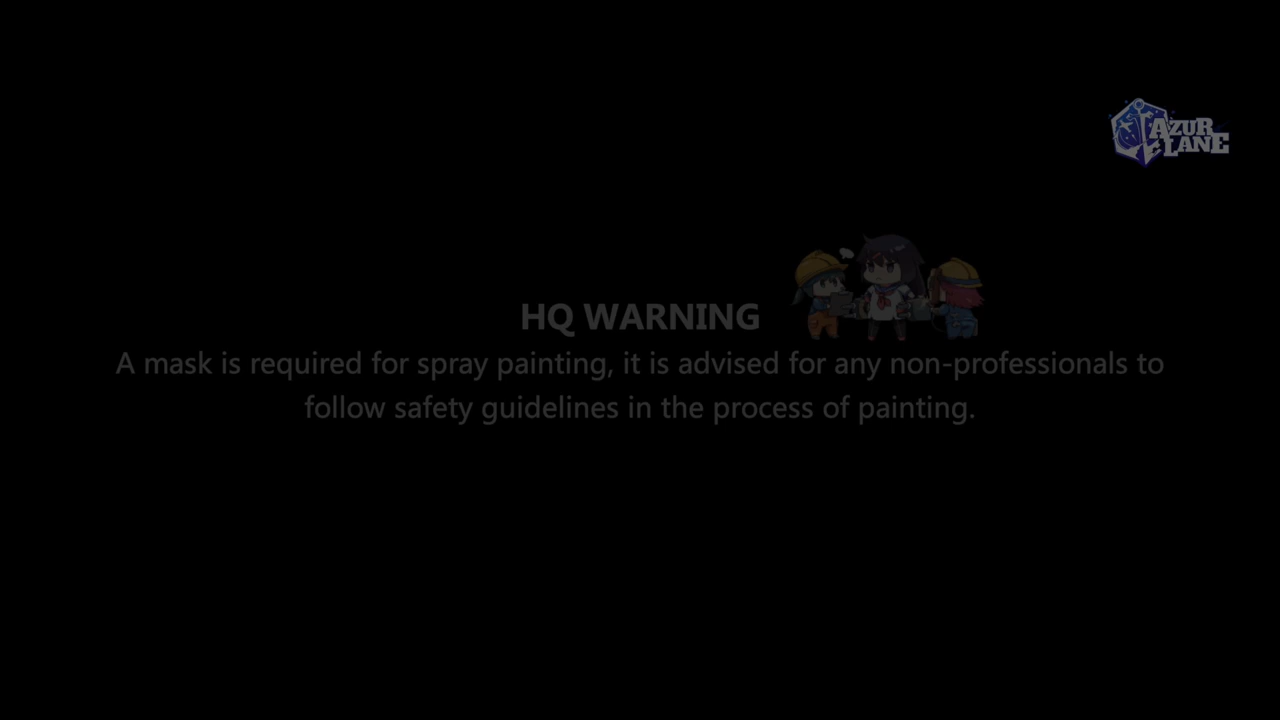 AZUR
LANE
HQ WARNING
A mask is required for spray painting, it is advised for any non-professionals to
follow safety guidelines in the process of painting.